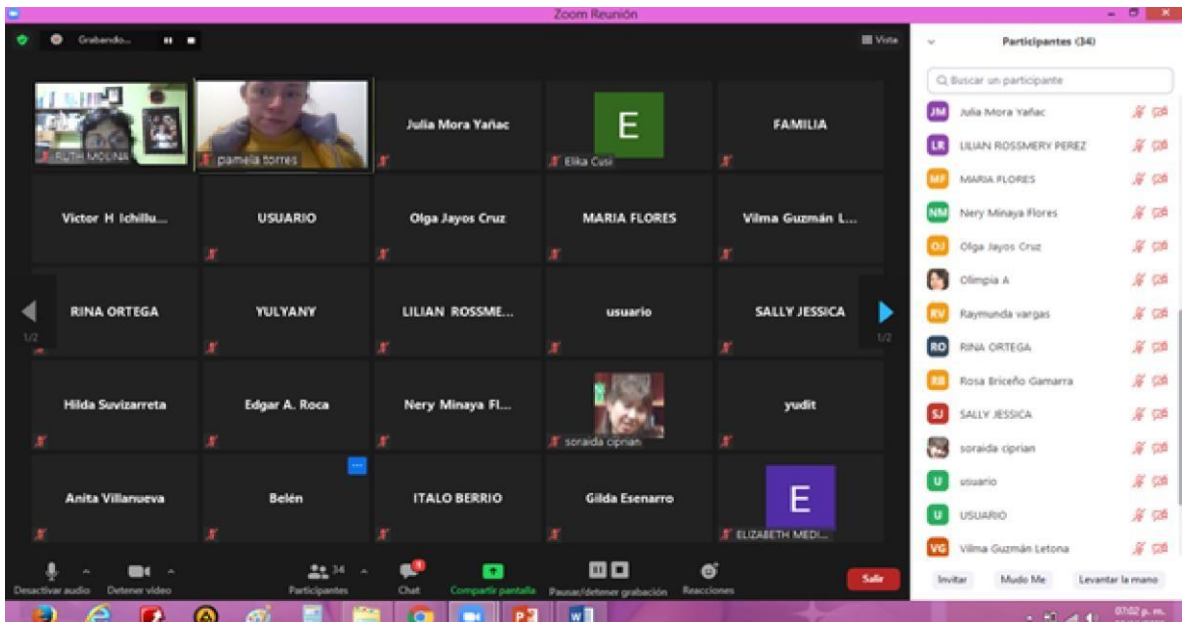 Zoom Reunión
Grabando...
Vista
RUTH MOLINA
pamela torres
Julia Mora Yañac
E
Elika Cusi
FAMILIA
Victor H Ichillu...
USUARIO
Olga Jayos Cruz
MARIA FLORES
Vilma Guzmán L...
RINA ORTEGA
YULYANY
LILIAN ROSSME...
usuario
SALLY JESSICA
1/2
1/2
Hilda Suvizarreta
Edgar A. Roca
Nery Minaya Fl...
soraida ciprian
yudit
Anita Villanueva
Belén
ITALO BERRIO
Gilda Esenarro
E
ELIZABETH MEDI...
Desactivar audio
Detener video
Participantes
34
Chat
Compartir pantalla
Pausar/detener grabación
Reacciones
Salir
Participantes (34)
Buscar un participante
JM Julia Mora Yañac
LR LILIAN ROSSMERY PEREZ
MF MARIA FLORES
NM Nery Minaya Flores
OJ Olga Jayos Cruz
Olimpia A
RV Raymunda vargas
RO RINA ORTEGA
RB Rosa Briceño Gamarra
SJ SALLY JESSICA
soraida ciprian
U usuario
U USUARIO
VG Vilma Guzmán Letona
Invitar
Mudo Me
Levantar la mano
07:02 p. m.